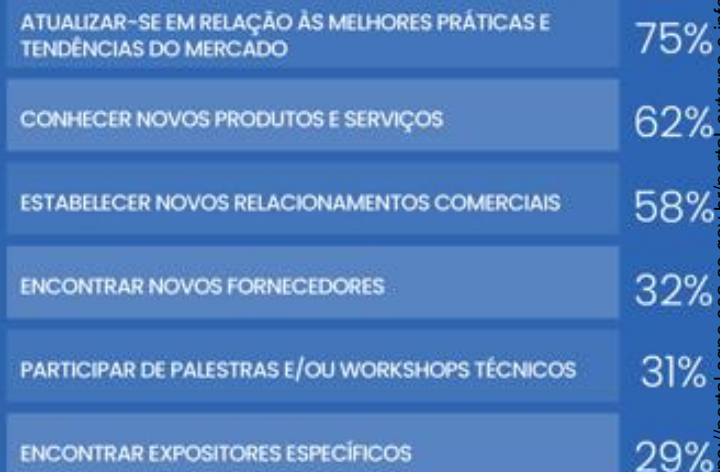 ATUALIZAR-SE EM RELAÇÃO ÀS MELHORES PRÁTICAS E
TENDÊNCIAS DO MERCADO
75%
CONHECER NOVOS PRODUTOS E SERVIÇOS
62%
ESTABELECER NOVOS RELACIONAMENTOS COMERCIAIS
58%
ENCONTRAR NOVOS FORNECEDORES
32%
PARTICIPAR DE PALESTRAS E/OU WORKSHOPS TÉCNICOS
31%
ENCONTRAR EXPOSITORES ESPECÍFICOS
29%